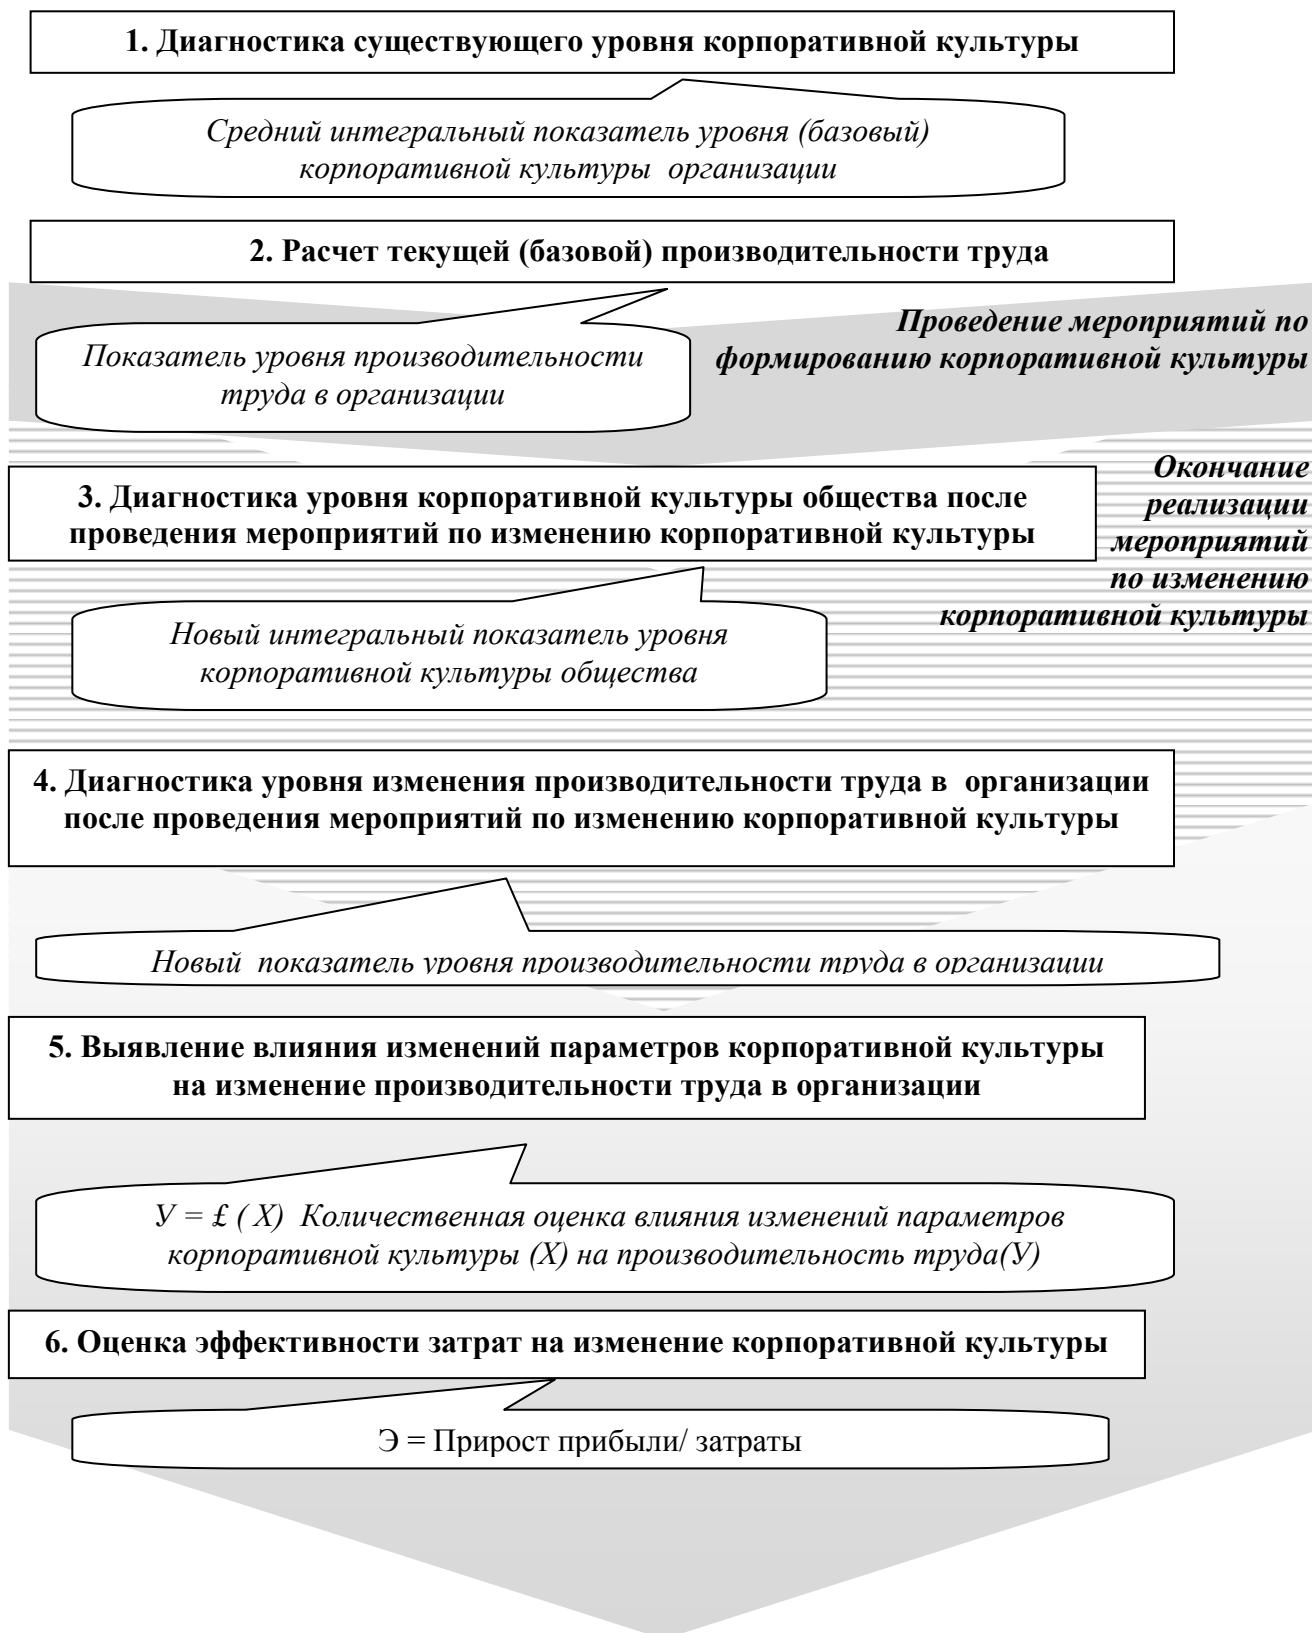 1. Диагностика существующего уровня корпоративной культуры
Средний интегральный показатель уровня (базовый)
корпоративной культуры организации
2. Расчет текущей (базовой) производительности труда
Проведение мероприятий по
формированию корпоративной культуры
Показатель уровня производительности
труда в организации
Окончание
реализации
мероприятий
по изменению
корпоративной культуры
3. Диагностика уровня корпоративной культуры общества после
проведения мероприятий по изменению корпоративной культуры
Новый интегральный показатель уровня
корпоративной культуры общества
4. Диагностика уровня изменения производительности труда в организации
после проведения мероприятий по изменению корпоративной культуры
Новый показатель уровня производительности труда в организации
5. Выявление влияния изменений параметров корпоративной культуры
на изменение производительности труда в организации
У = £ ( Х) Количественная оценка влияния изменений параметров
корпоративной культуры (Х) на производительность труда(У)
6. Оценка эффективности затрат на изменение корпоративной культуры
Э = Прирост прибыли/ затраты